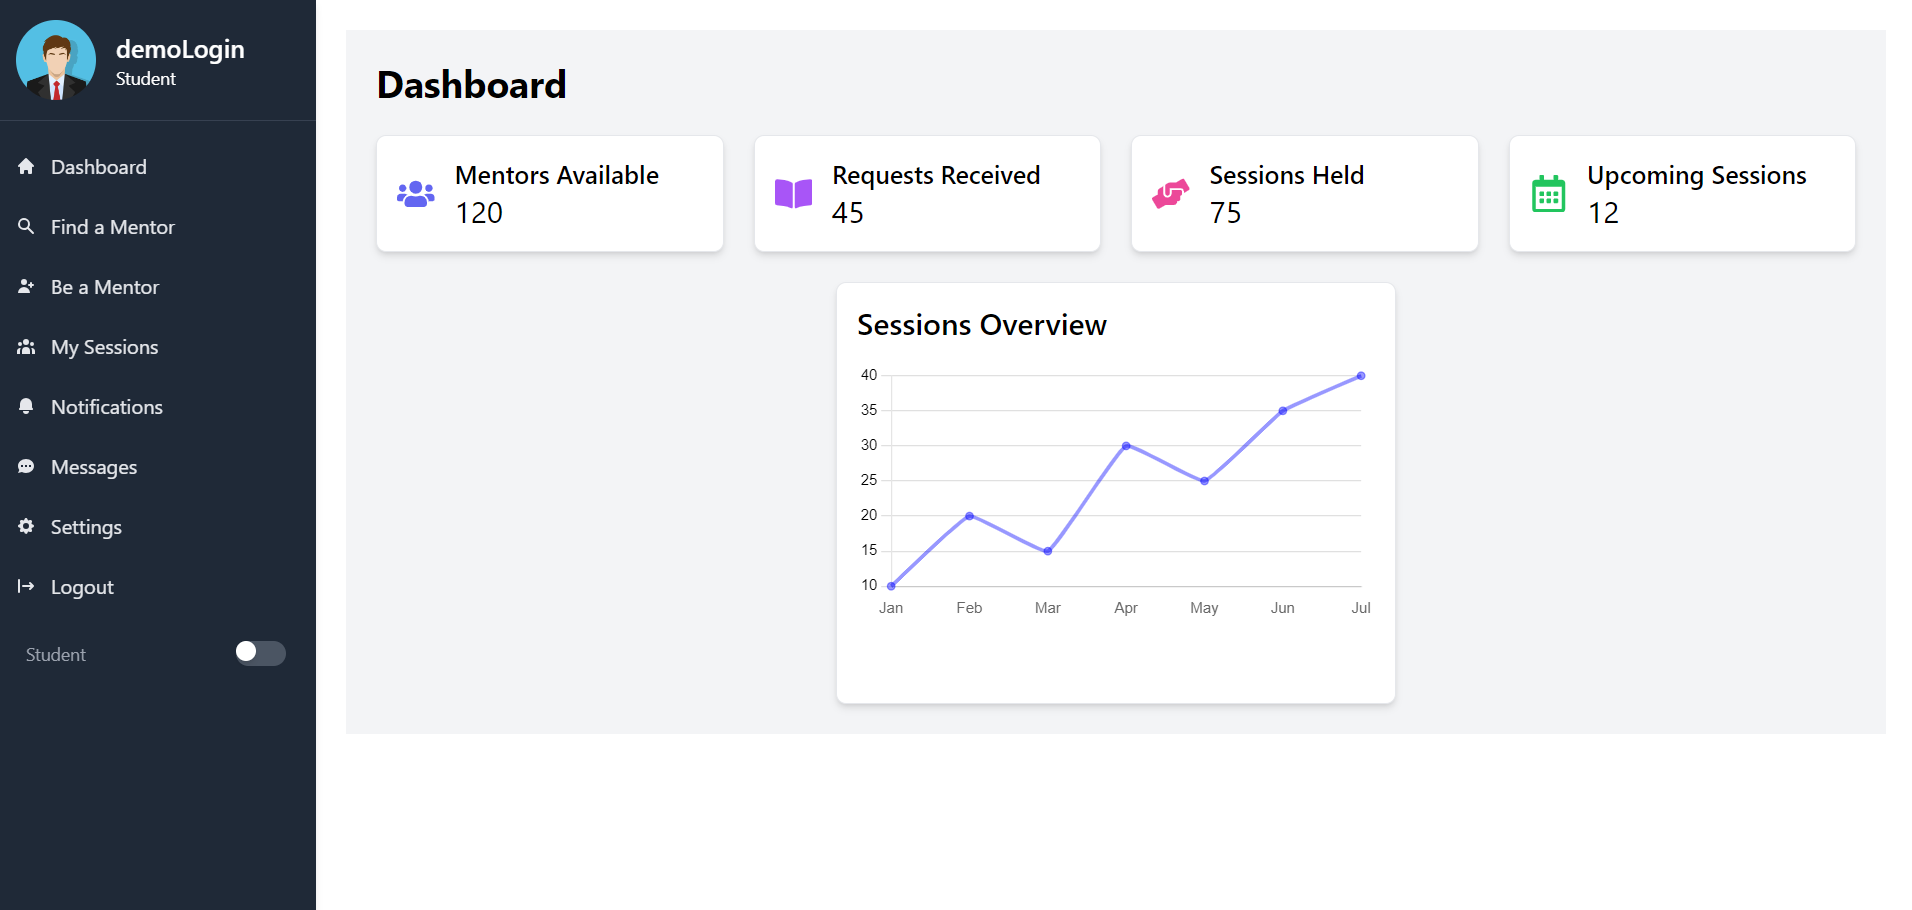 demoLogin
Student
Dashboard
Find a Mentor
Be a Mentor
My Sessions
Notifications
Messages
Settings
Logout
Student
Dashboard
Mentors Available
120
Requests Received
45
Sessions Held
75
Upcoming Sessions
12
Sessions Overview
40
35
30
25
20
15
10
Jan Feb Mar Apr May Jun Jul